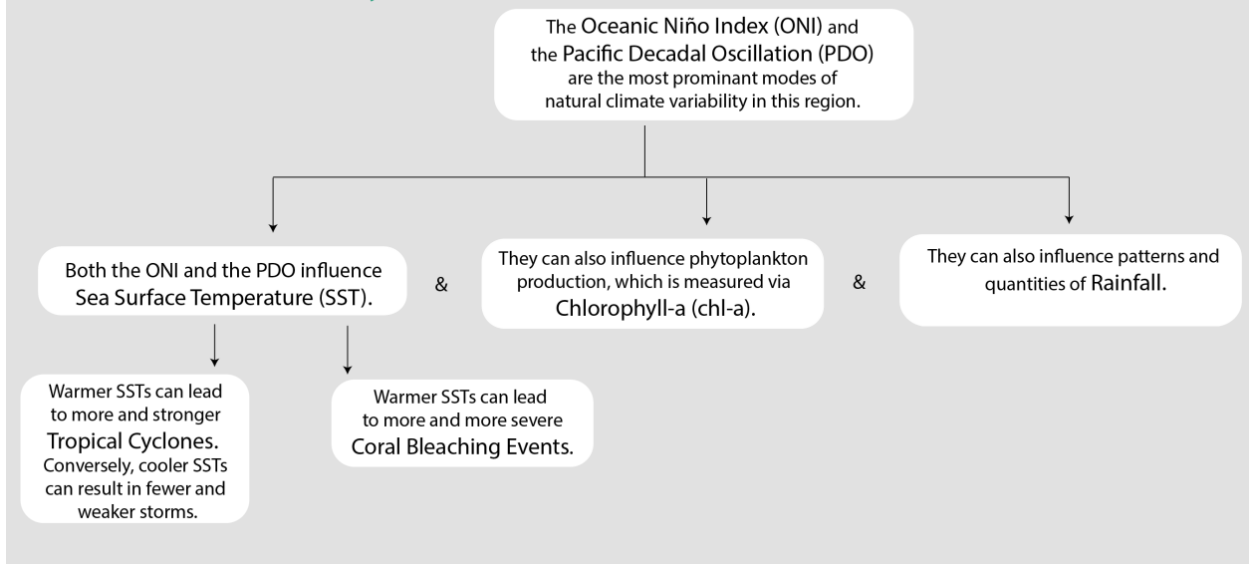 The Oceanic Niño Index (ONI) and
the Pacific Decadal Oscillation (PDO)
are the most prominant modes of
natural climate variability in this region.
Both the ONI and the PDO influence
Sea Surface Temperature (SST).
&
They can also influence phytoplankton
production, which is measured via
Chlorophyll-a (chl-a).
&
They can also influence patterns and
quantities of Rainfall.
Warmer SSTs can lead
to more and stronger
Tropical Cyclones.
Conversely, cooler SSTs
can result in fewer and
weaker storms.
Warmer SSTs can lead
to more and more severe
Coral Bleaching Events.